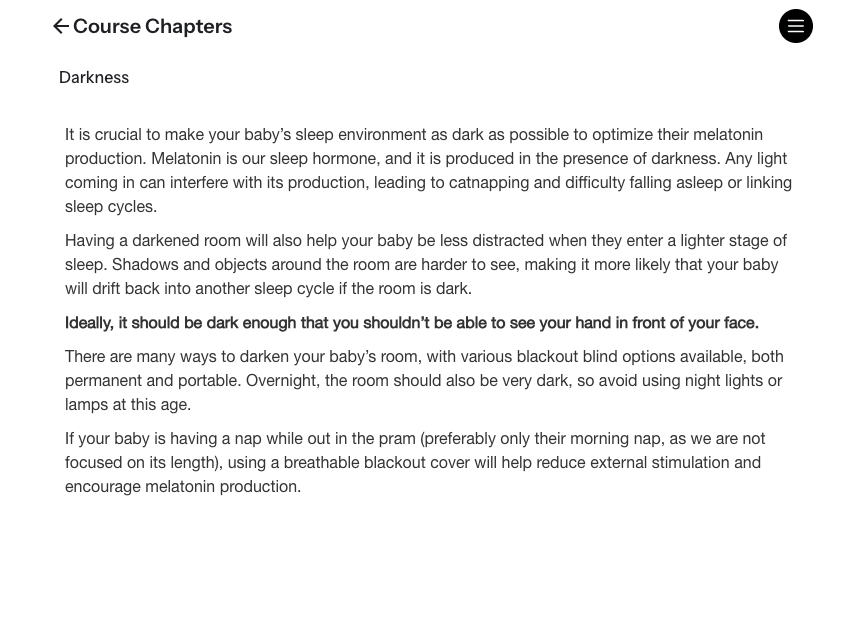 Course Chapters
Darkness
It is crucial to make your baby’s sleep environment as dark as possible to optimize their melatonin
production. Melatonin is our sleep hormone, and it is produced in the presence of darkness. Any light
coming in can interfere with its production, leading to catnapping and difficulty falling asleep or linking
sleep cycles.
Having a darkened room will also help your baby be less distracted when they enter a lighter stage of
sleep. Shadows and objects around the room are harder to see, making it more likely that your baby
will drift back into another sleep cycle if the room is dark.
Ideally, it should be dark enough that you shouldn’t be able to see your hand in front of your face.
There are many ways to darken your baby’s room, with various blackout blind options available, both
permanent and portable. Overnight, the room should also be very dark, so avoid using night lights or
lamps at this age.
If your baby is having a nap while out in the pram (preferably only their morning nap, as we are not
focused on its length), using a breathable blackout cover will help reduce external stimulation and
encourage melatonin production.